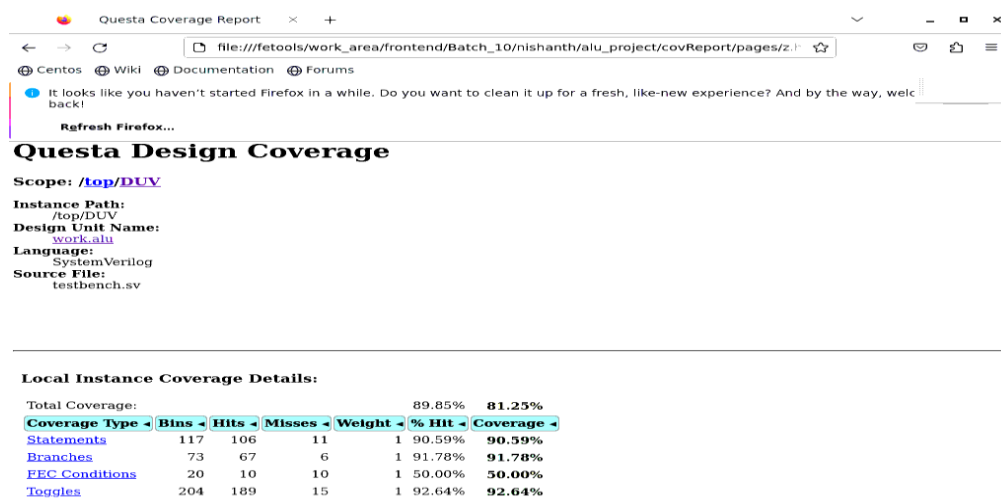 Questa Coverage Report × +
file:///fetools/work_area/frontend/Batch_10/nishanth/alu_project/covReport/pages/z.
Centos Wiki Documentation Forums
It looks like you haven't started Firefox in a while. Do you want to clean it up for a fresh, like-new experience? And by the way,
back!
Refresh Firefox...
Questa Design Coverage
Scope: /top/DUV
Instance Path:
/top/DUV
Design Unit Name:
work.alu
Language:
SystemVerilog
Source File:
testbench.sv
Local Instance Coverage Details:
Total Coverage: 89.85% 81.25%
Coverage Type Bins Hits Misses Weight % Hit Coverage
Statements 117 106 11 1 90.59% 90.59%
Branches 73 67 6 1 91.78% 91.78%
FEC Conditions 20 10 10 1 50.00% 50.00%
Toggles 204 189 15 1 92.64% 92.64%